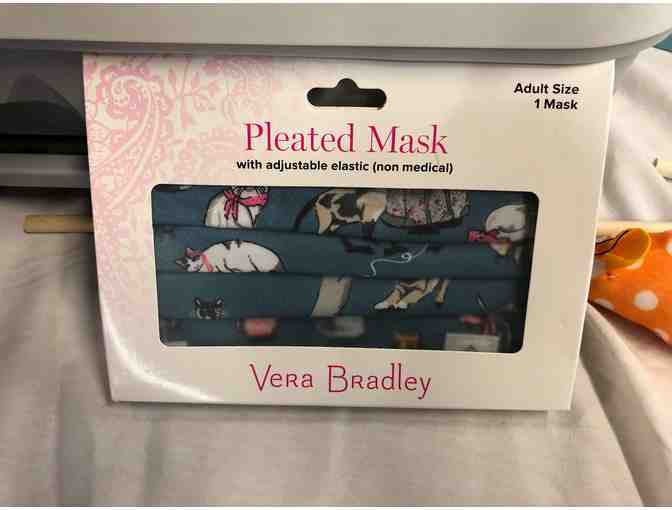 Adult Size
1 Mask
Pleated Mask
with adjustable elastic (non medical)
Vera Bradley